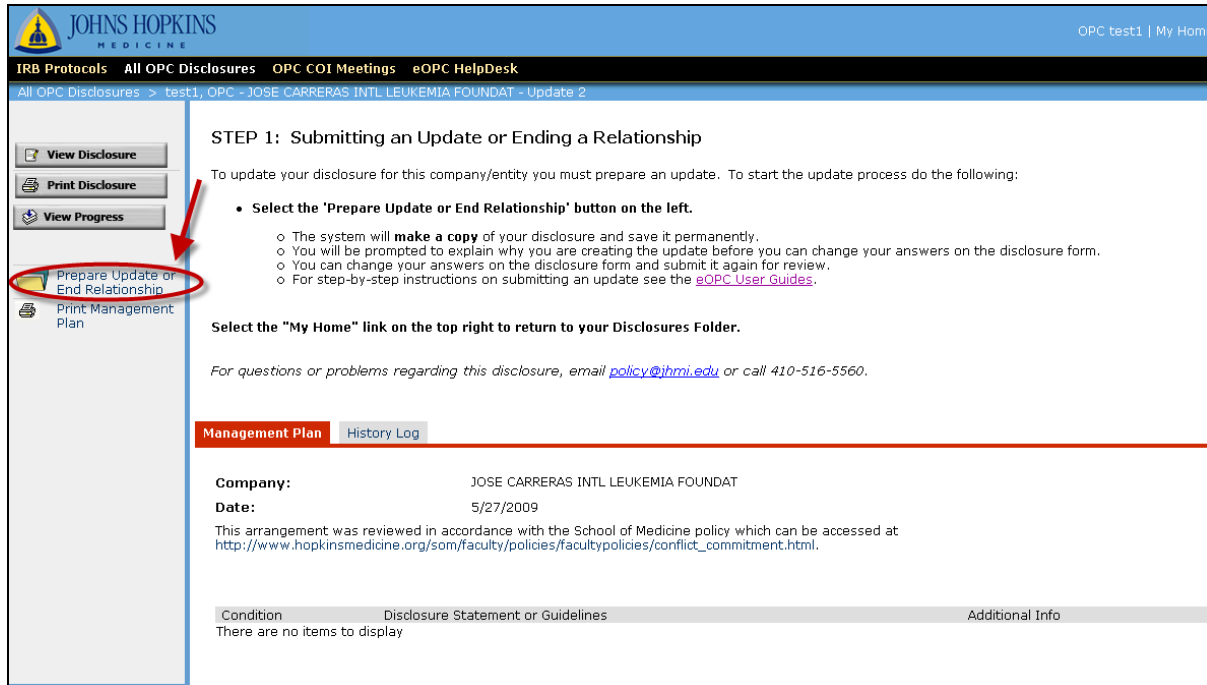 JOHNS HOPKINS
MEDICINE
OPC test1 | My Hom
IRB Protocols All OPC Disclosures OPC COI Meetings eOPC HelpDesk
All OPC Disclosures > test1, OPC - JOSE CARRERAS INTL LEUKEMIA FOUNDAT - Update 2
View Disclosure
Print Disclosure
View Progress
Prepare Update or
End Relationship
Print Management
Plan
STEP 1: Submitting an Update or Ending a Relationship
To update your disclosure for this company/entity you must prepare an update. To start the update process do the following:
• Select the 'Prepare Update or End Relationship' button on the left.
o The system will make a copy of your disclosure and save it permanently.
o You will be prompted to explain why you are creating the update before you can change your answers on the disclosure form.
o You can change your answers on the disclosure form and submit it again for review.
o For step-by-step instructions on submitting an update see the eOPC User Guides.
Select the "My Home" link on the top right to return to your Disclosures Folder.
For questions or problems regarding this disclosure, email policy@jhmi.edu or call 410-516-5560.
Management Plan History Log
Company: JOSE CARRERAS INTL LEUKEMIA FOUNDAT
Date: 5/27/2009
This arrangement was reviewed in accordance with the School of Medicine policy which can be accessed at
http://www.hopkinsmedicine.org/som/faculty/policies/facultypolicies/conflict_commitment.html.
Condition Disclosure Statement or Guidelines Additional Info
There are no items to display